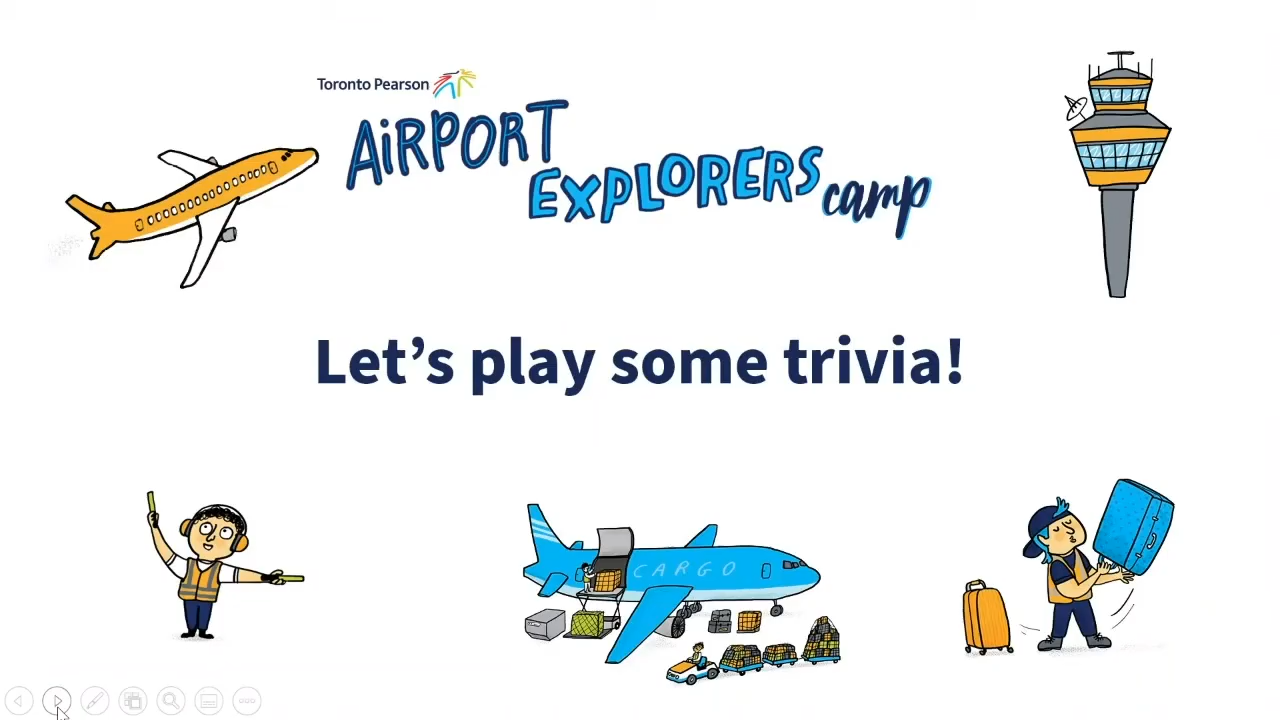 Toronto Pearson
AiRPORT
EXPLORERS camp
Let's play some trivia!
CARGO